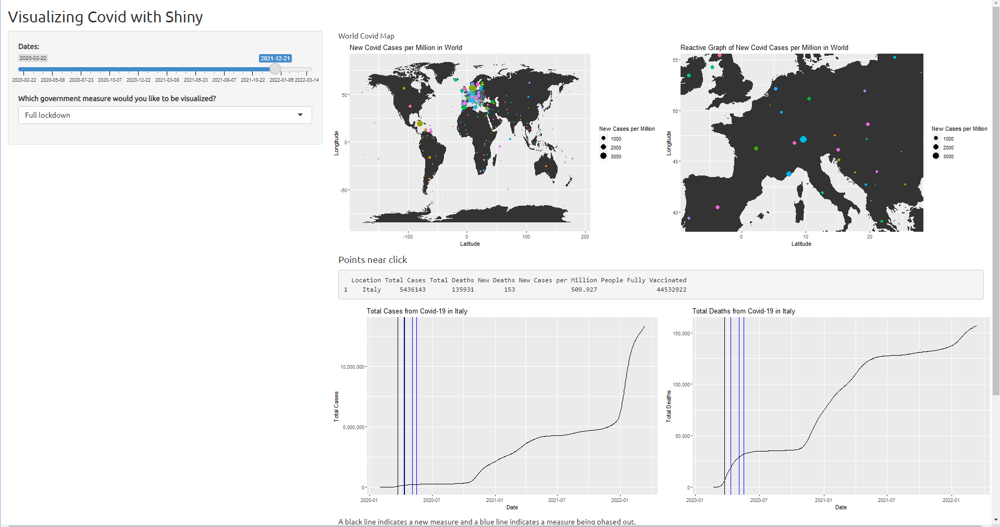 Visualizing Covid with Shiny
Dates:
2020-02-22
2021-12-21
2020-02-22 2020-05-08 2020-07-23 2020-10-07 2020-12-22 2021-03-08 2021-05-23 2021-08-07 2021-10-22 2022-01-06 2022-03-14
Which government measure would you like to be visualized?
Full lockdown
World Covid Map
New Covid Cases per Million in World
50
0
-50
Longitude
-100 0 100 200
Latitude
New Cases per Million
1000
2000
3000
Reactive Graph of New Covid Cases per Million in World
55
50
45
40
Longitude
0 10 20
Latitude
New Cases per Million
1000
2000
3000
Points near click
Location Total Cases Total Deaths New Deaths New Cases per Million People Fully Vaccinated
1 Italy 5436143 135931 153 509.927 44532922
Total Cases from Covid-19 in Italy
10,000,000
5,000,000
0
Total Cases
2020-01 2020-07 2021-01 2021-07 2022-01
Date
Total Deaths from Covid-19 in Italy
150,000
100,000
50,000
0
Total Deaths
2020-01 2020-07 2021-01 2021-07 2022-01
Date
A black line indicates a new measure and a blue line indicates a measure being phased out.